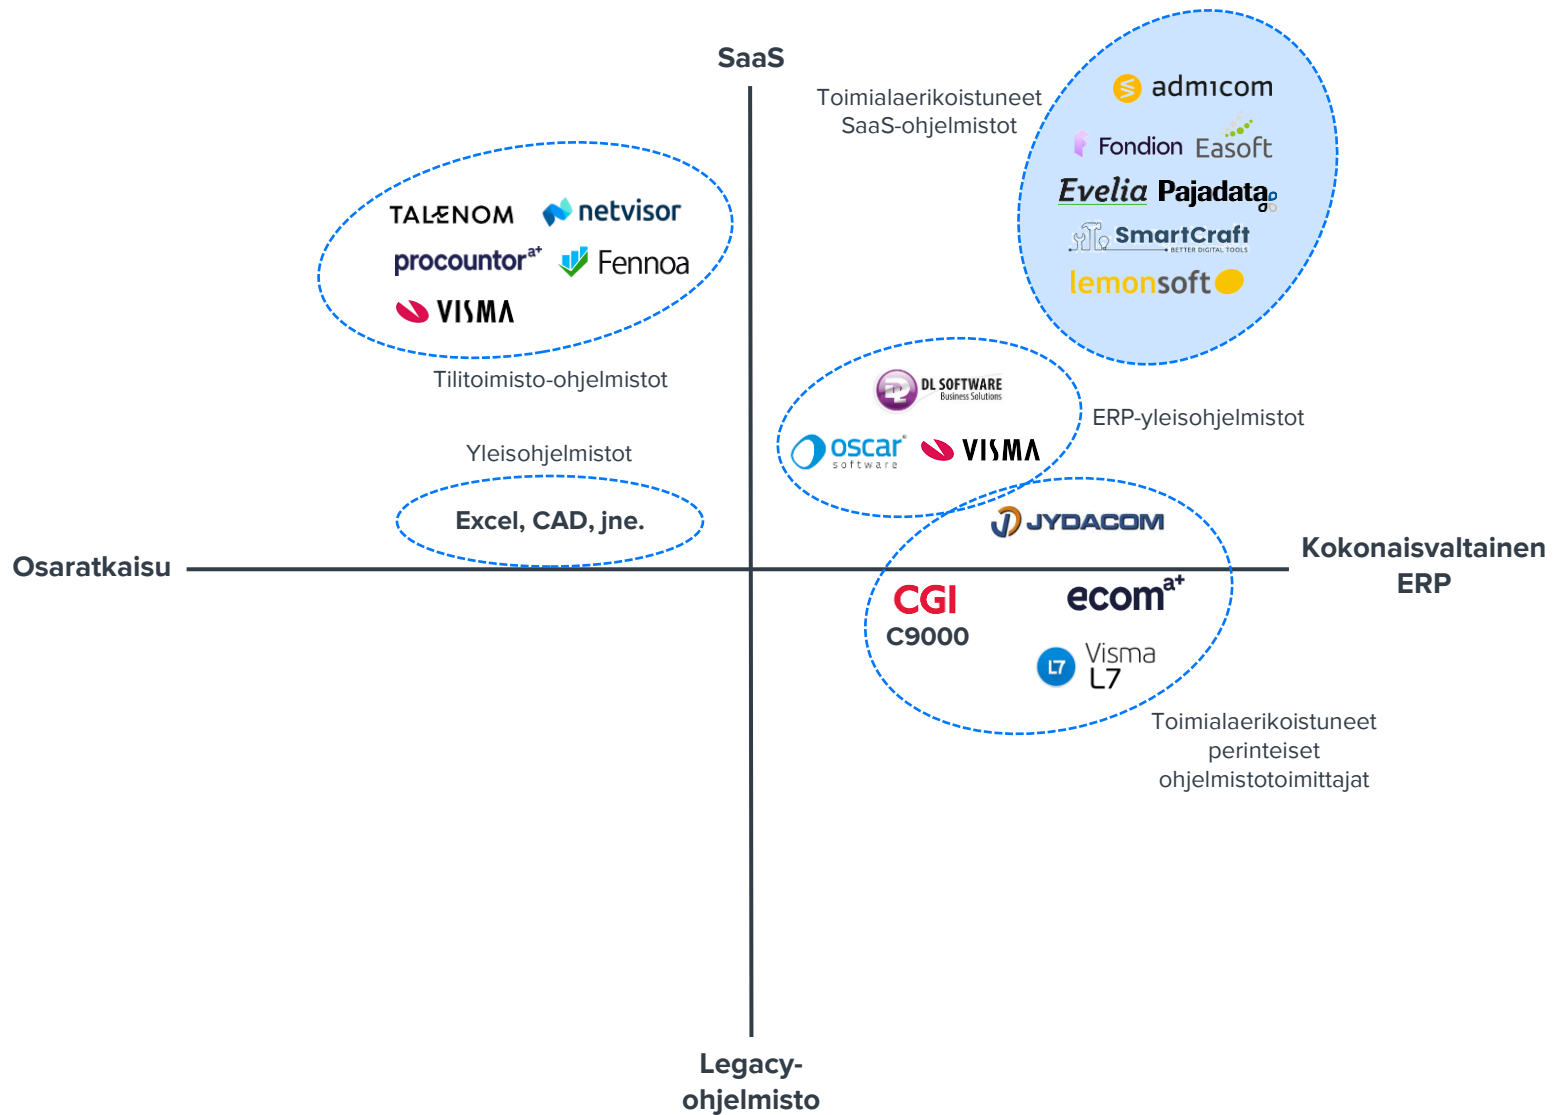 SaaS
Toimialaerikoistuneet
SaaS-ohjelmistot
admicom
Fondion Easoft
Evelia Pajadata
SmartCraft
BETTER DIGITAL TOOLS
lemonsoft
TALENOM netvisor
procountor a+ Fennoa
VISMA
Tilitoimisto-ohjelmistot
DL SOFTWARE
Business Solutions
oscar VISMA
software
ERP-yleisohjelmistot
Yleisohjelmistot
Excel, CAD, jne.
JYDACOM
Osaratkaisu
Kokonaisvaltainen
ERP
CGI
C9000
ecom a+
L7 Visma
L7
Toimialaerikoistuneet
perinteiset
ohjelmistotoimittajat
Legacy-
ohjelmisto